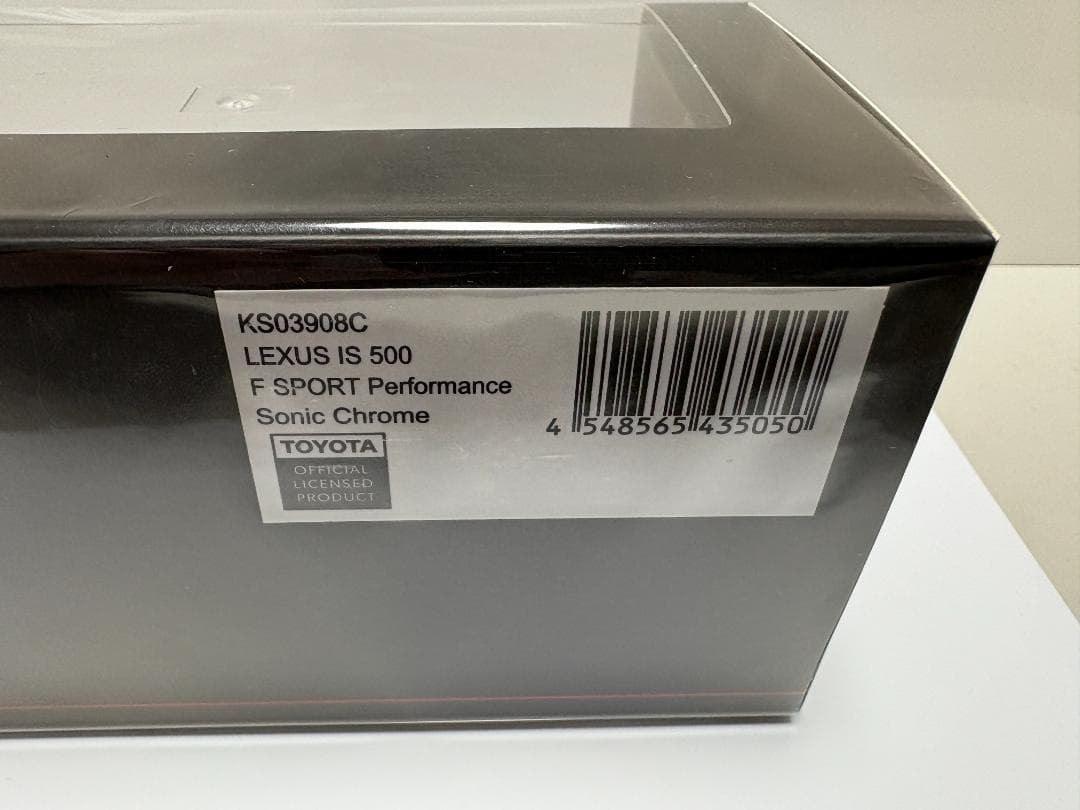 KS03908C
LEXUS IS 500
F SPORT Performance
Sonic Chrome
TOYOTA
OFFICIAL
LICENSED
PRODUCT
4 548565 435050